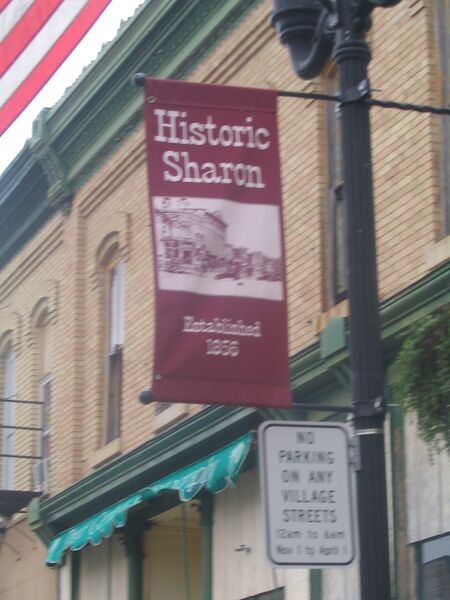 Historic
Sharon
Established
1856
NO
PARKING
ON ANY
VILLAGE
STREETS
12am to 6am
Nov 1 to April 1